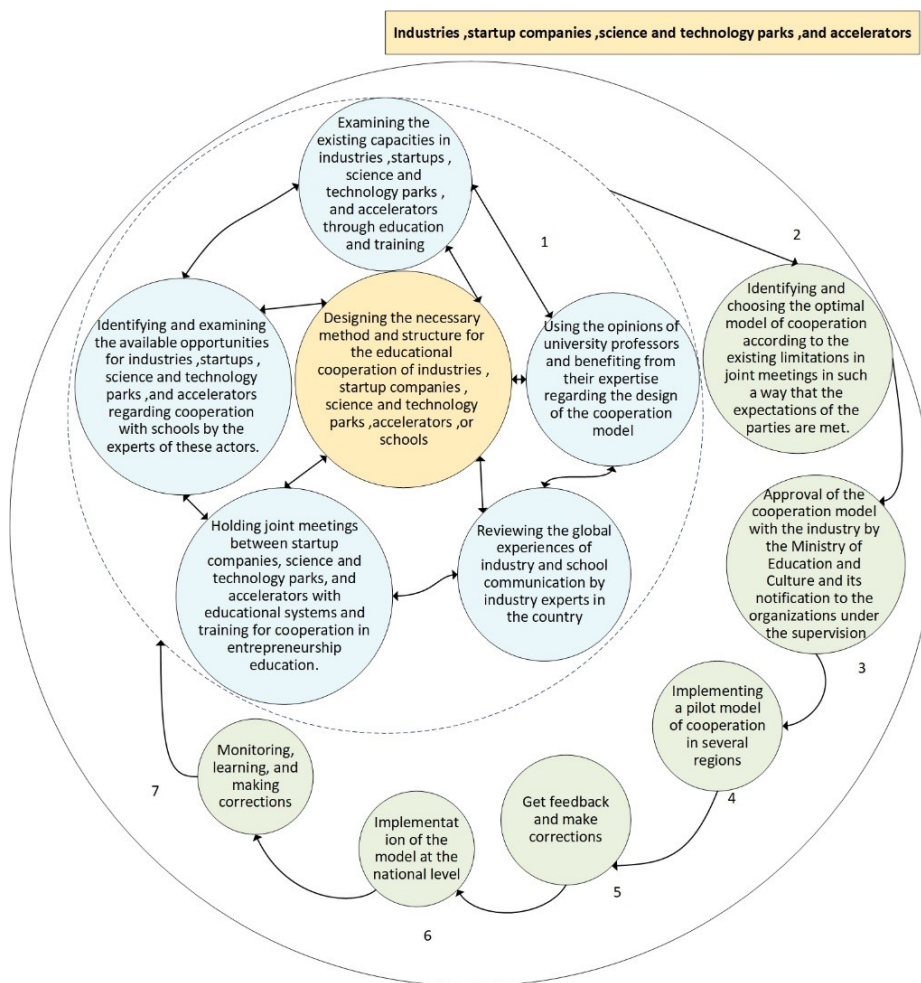 Industries ,startup companies ,science and technology parks ,and accelerators
Examining the
existing capacities in
industries ,startups ,
science and
technology parks ,
and accelerators
through education
and training
1
2
Identifying and
choosing the optimal
model of cooperation
according to the
existing limitations in
joint meetings in such
a way that the
expectations of the
parties are met.
Identifying and examining
the available opportunities
for industries ,startups ,
science and technology
parks ,and accelerators
regarding cooperation
with schools by the
experts of these actors.
Designing the necessary
method and structure for
the educational
cooperation of industries ,
startup companies ,
science and technology
parks ,accelerators ,or
schools
Using the opinions of
university professors
and benefiting from
their expertise
regarding the design
of the cooperation
model
Approval of the
cooperation model
with the industry by
the Ministry of
Education and
Culture and its
notification to the
organizations under
the supervision
Holding joint meetings
between startup
companies, science and
technology parks, and
accelerators with
educational systems and
training for cooperation in
entrepreneurship
education.
Reviewing the global
experiences of
industry and school
communication by
industry experts in
the country
3
Implementing
a pilot model
of cooperation
in several
regions
4
Get feedback
and make
corrections
5
Implementat
ion of the
model at the
national level
6
Monitoring,
learning, and
making
corrections
7